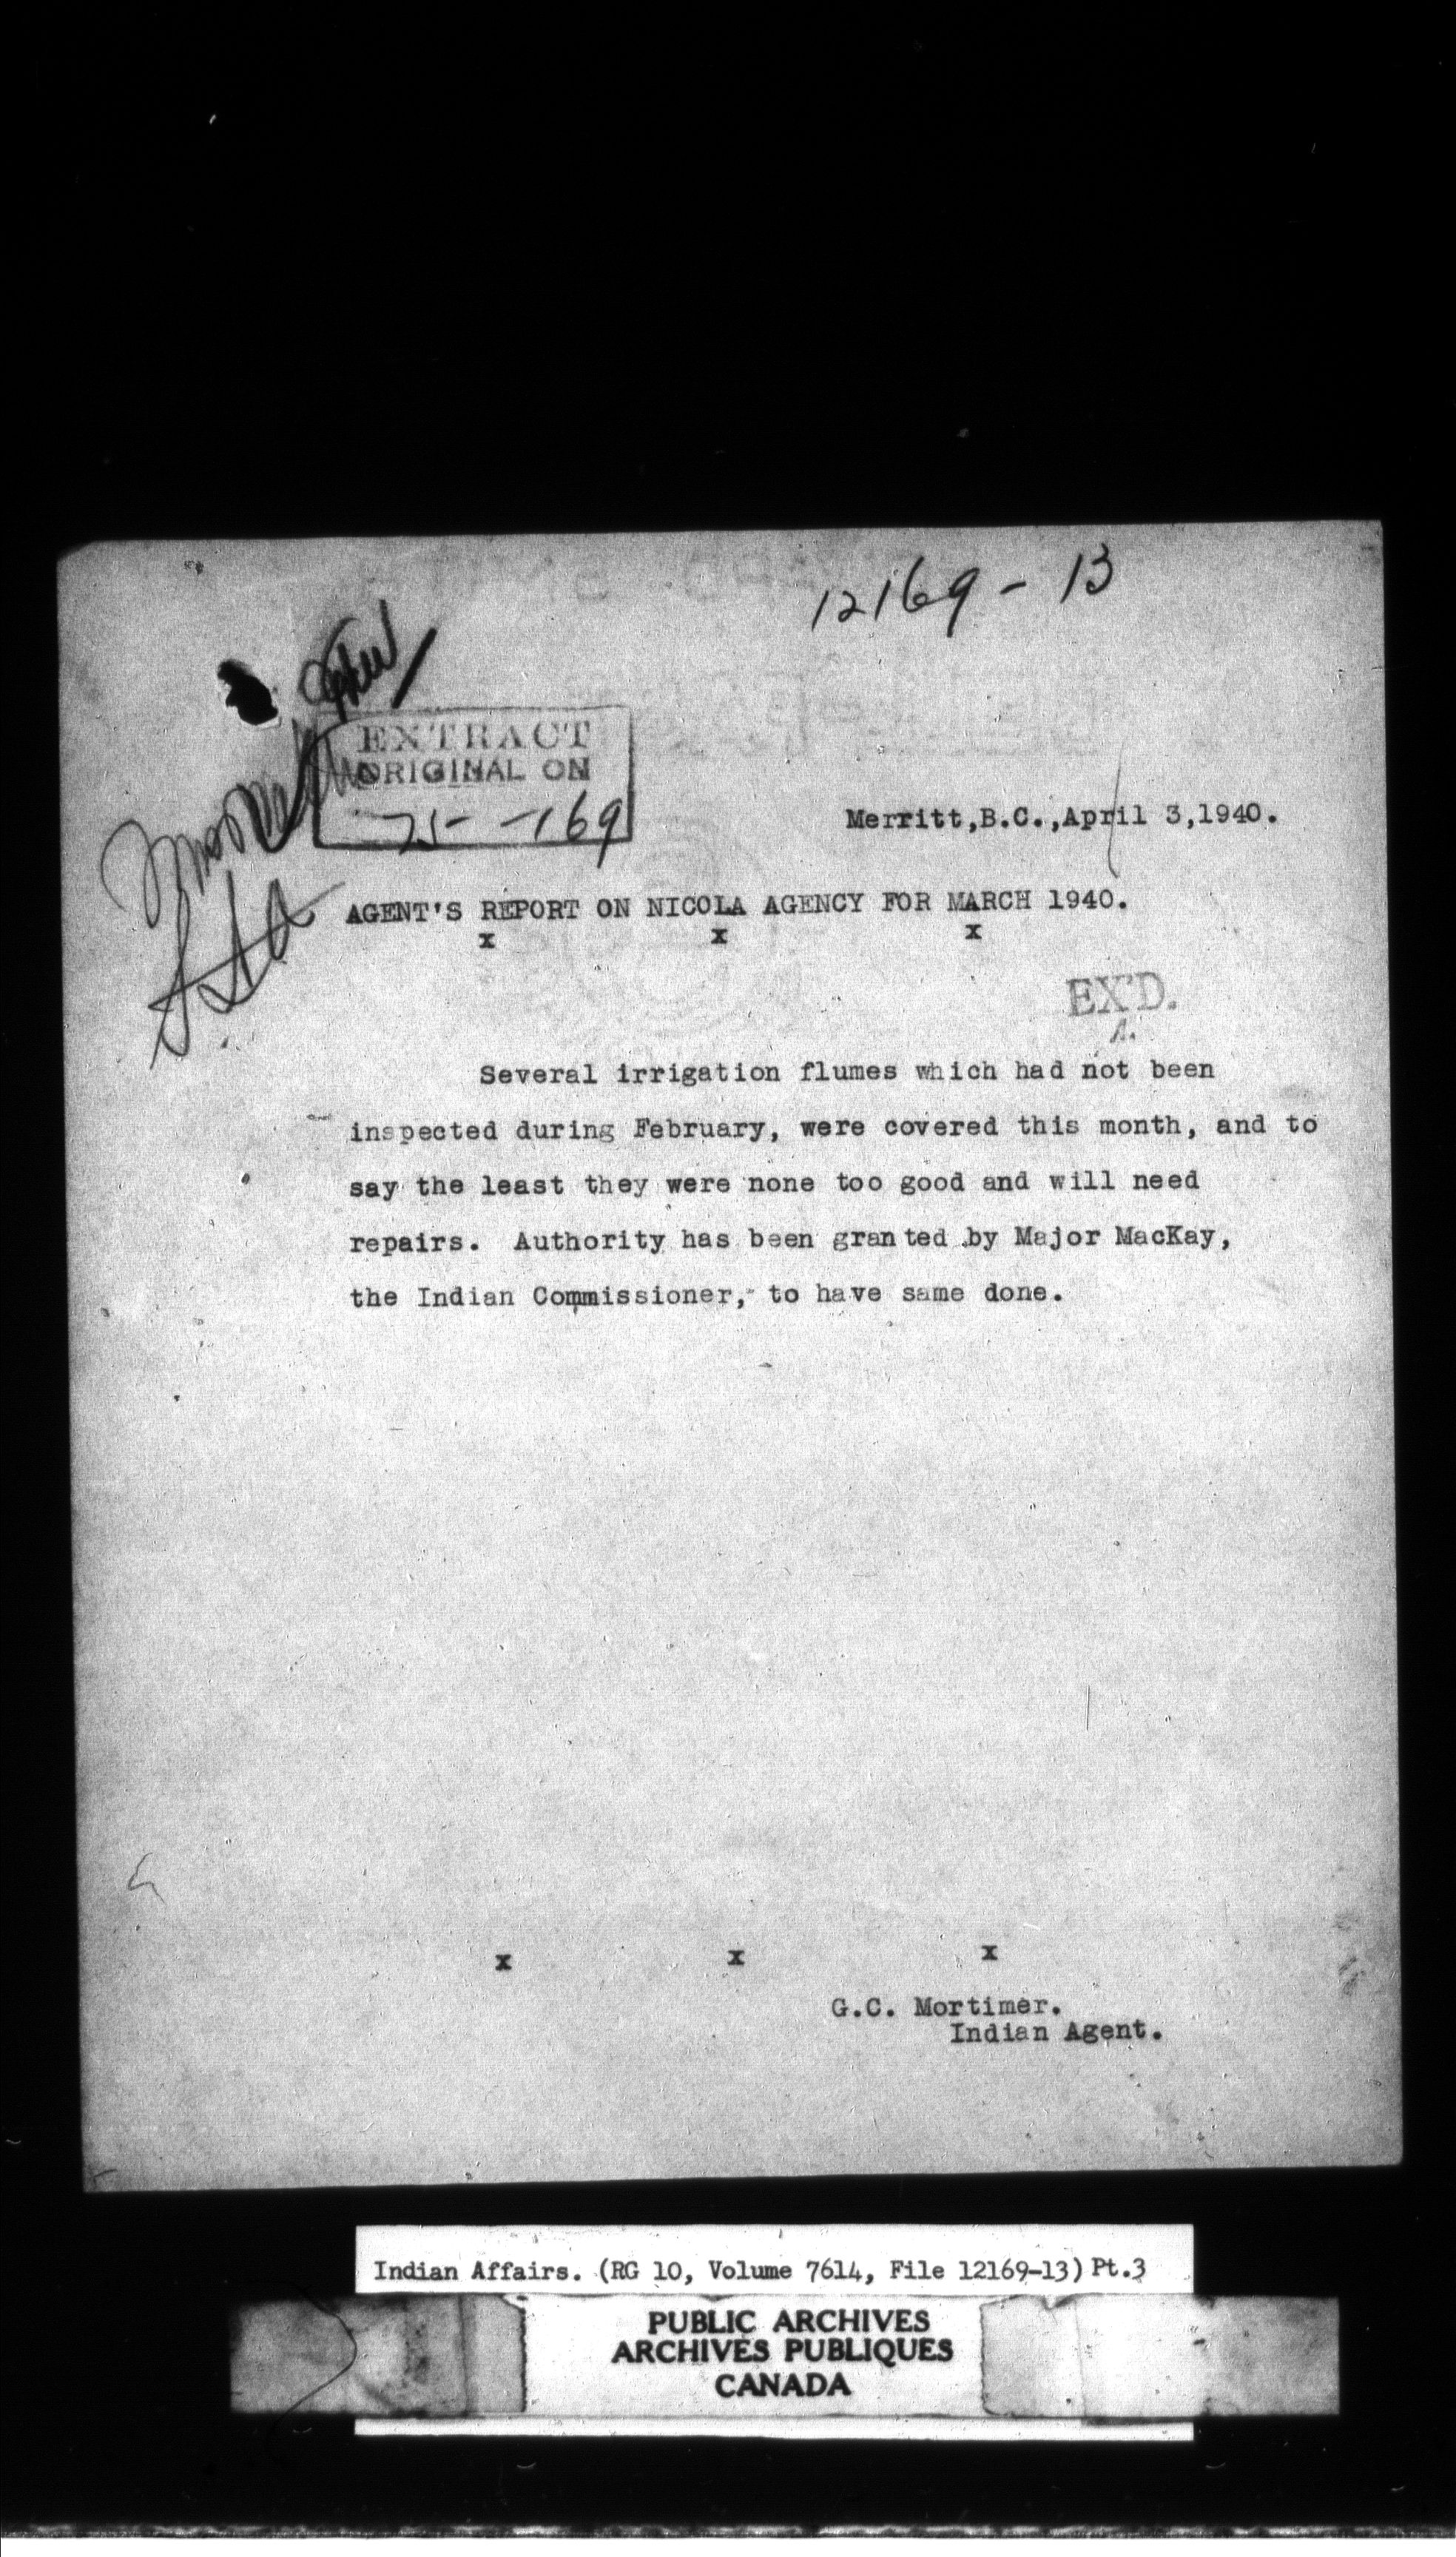 12169-13
EXTRACT
ORIGINAL ON
75- -169
Merritt,B.C.,April 3,1940.
AGENT'S REPORT ON NICOLA AGENCY FOR MARCH 1940.
x x x
EX'D.
Several irrigation flumes which had not been
inspected during February, were covered this month, and to
say the least they were none too good and will need
repairs. Authority has been granted by Major MacKay,
the Indian Commissioner, to have same done.
x x x
G.C. Mortimer.
Indian Agent.
Indian Affairs. (RG 10, Volume 7614, File 12169-13) Pt.3
PUBLIC ARCHIVES
ARCHIVES PUBLIQUES
CANADA